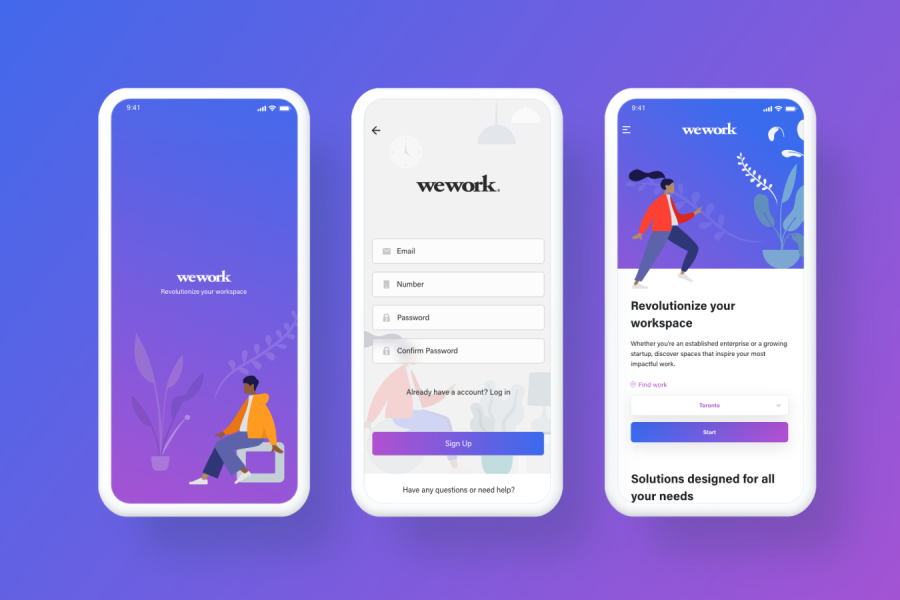 9:41
wework
Revolutionize your workspace
wework.
Email
Number
Password
Confirm Password
Already have a account? Log in
Sign Up
Have any questions or need help?
9:41
wework
Revolutionize your
workspace
Whether you're an established enterprise or a growing
startup, discover spaces that inspire your most
impactful work.
Find work
Toronto
Start
Solutions designed for all
your needs